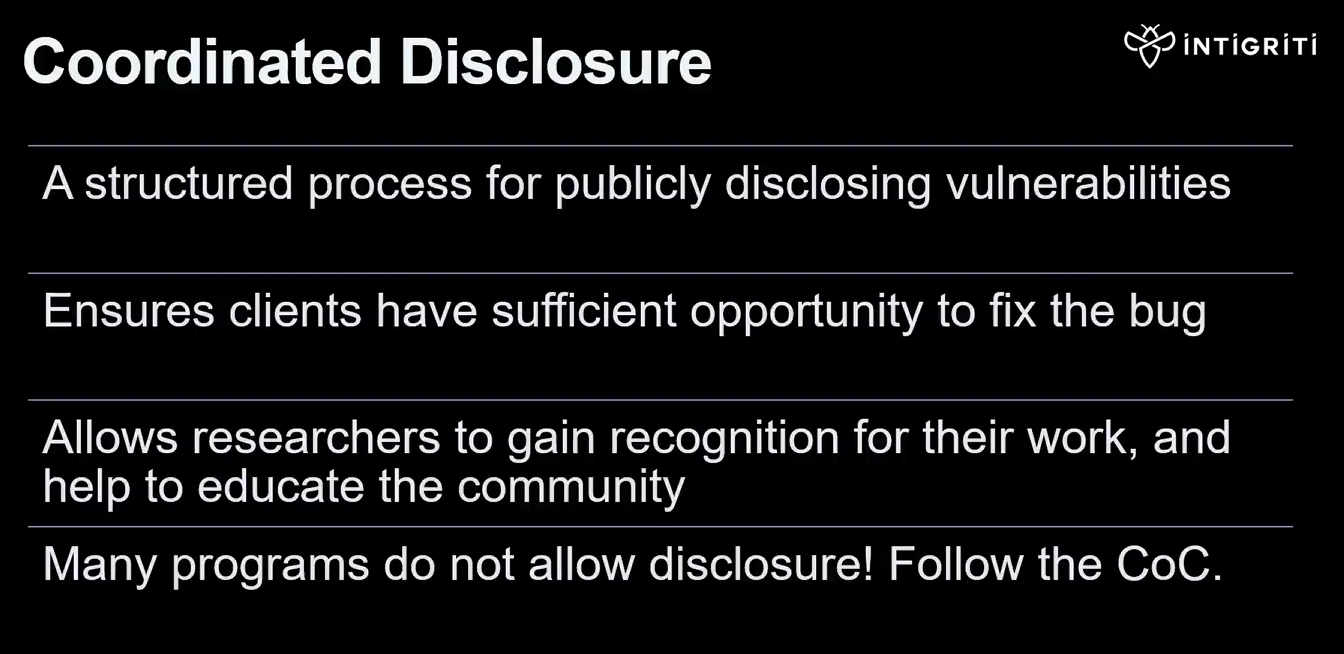 Coordinated Disclosure
INTIGRITI
A structured process for publicly disclosing vulnerabilities
Ensures clients have sufficient opportunity to fix the bug
Allows researchers to gain recognition for their work, and
help to educate the community
Many programs do not allow disclosure! Follow the CoC.